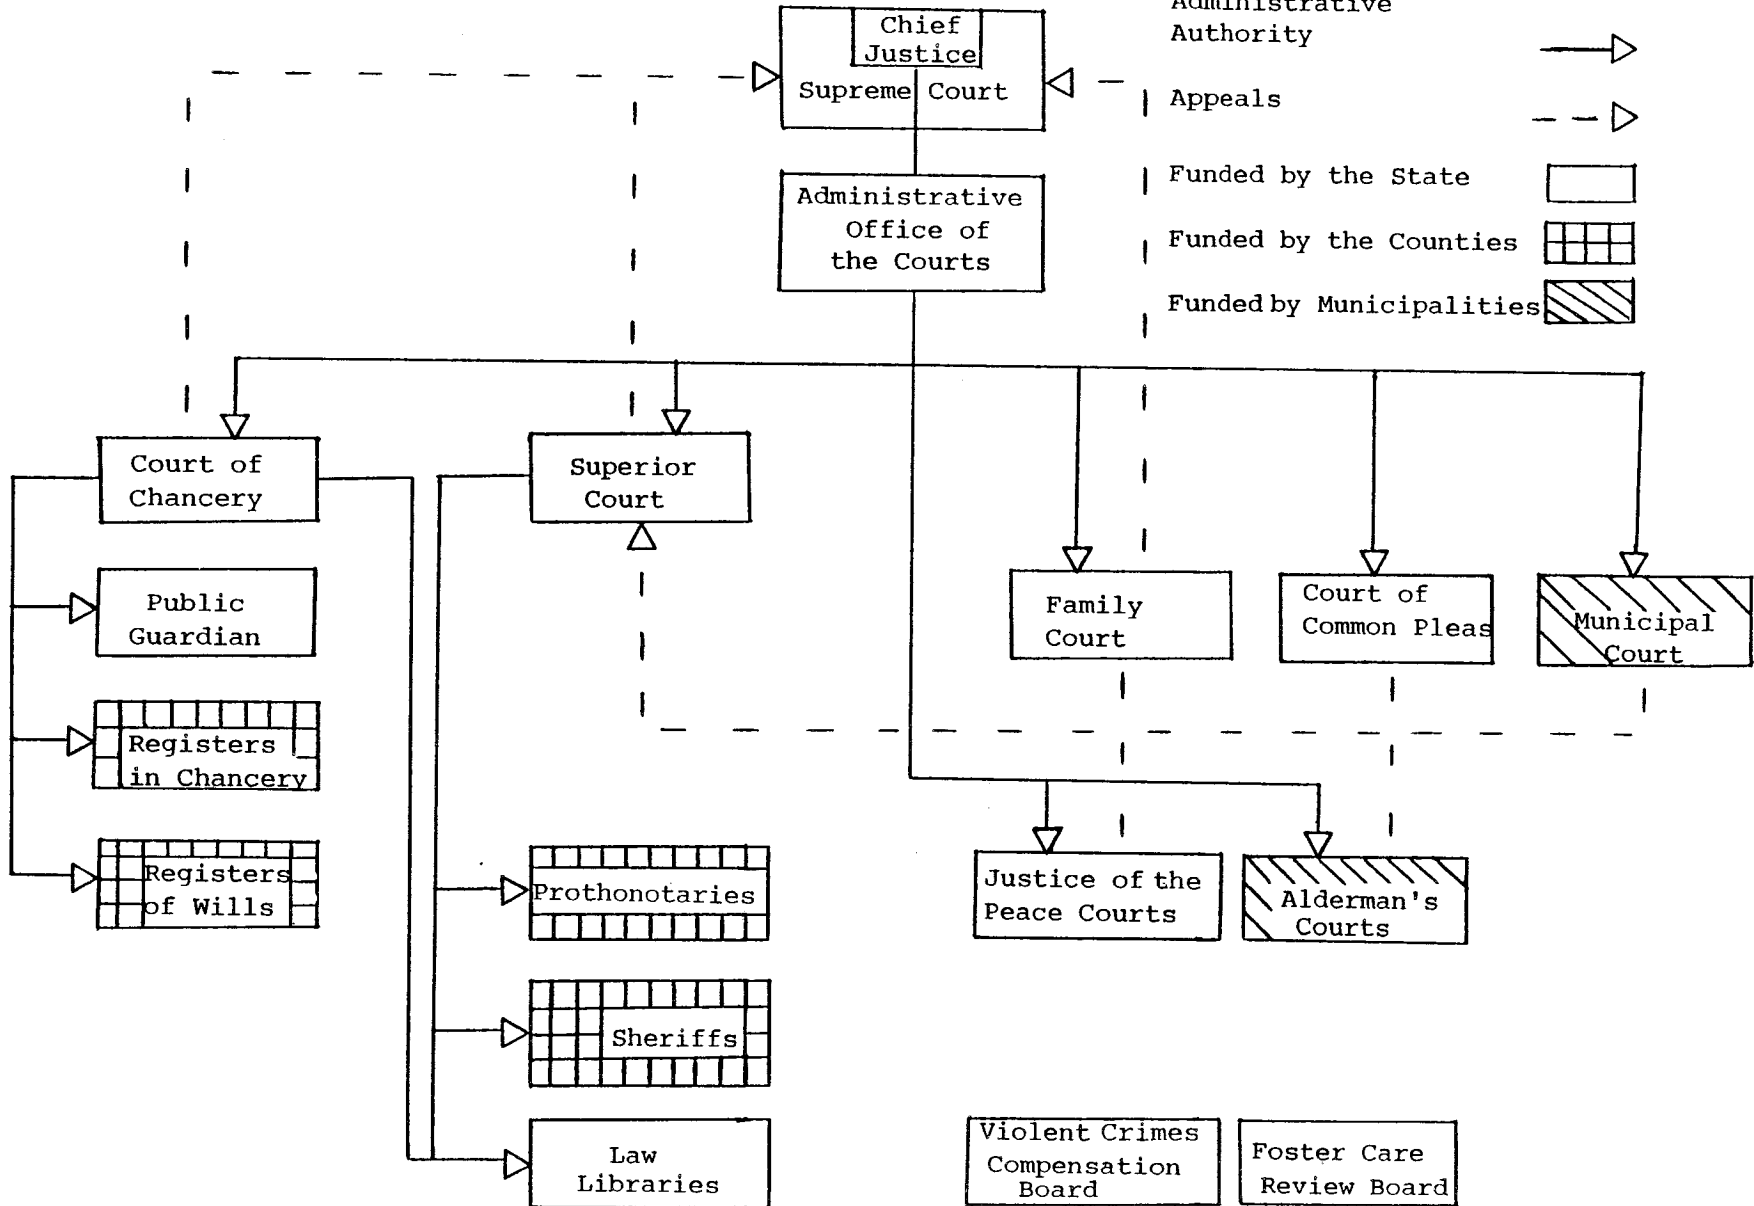 Administrative
Authority
Appeals
Funded by the State
Funded by the Counties
Funded by Municipalities
Chief
Justice
Supreme Court
Administrative
Office of
the Courts
Court of
Chancery
Superior
Court
Public
Guardian
Family
Court
Court of
Common Pleas
Municipal
Court
Registers
in Chancery
Registers
of Wills
Prothonotaries
Justice of the
Peace Courts
Alderman's
Courts
Sheriffs
Law
Libraries
Violent Crimes
Compensation
Board
Foster Care
Review Board